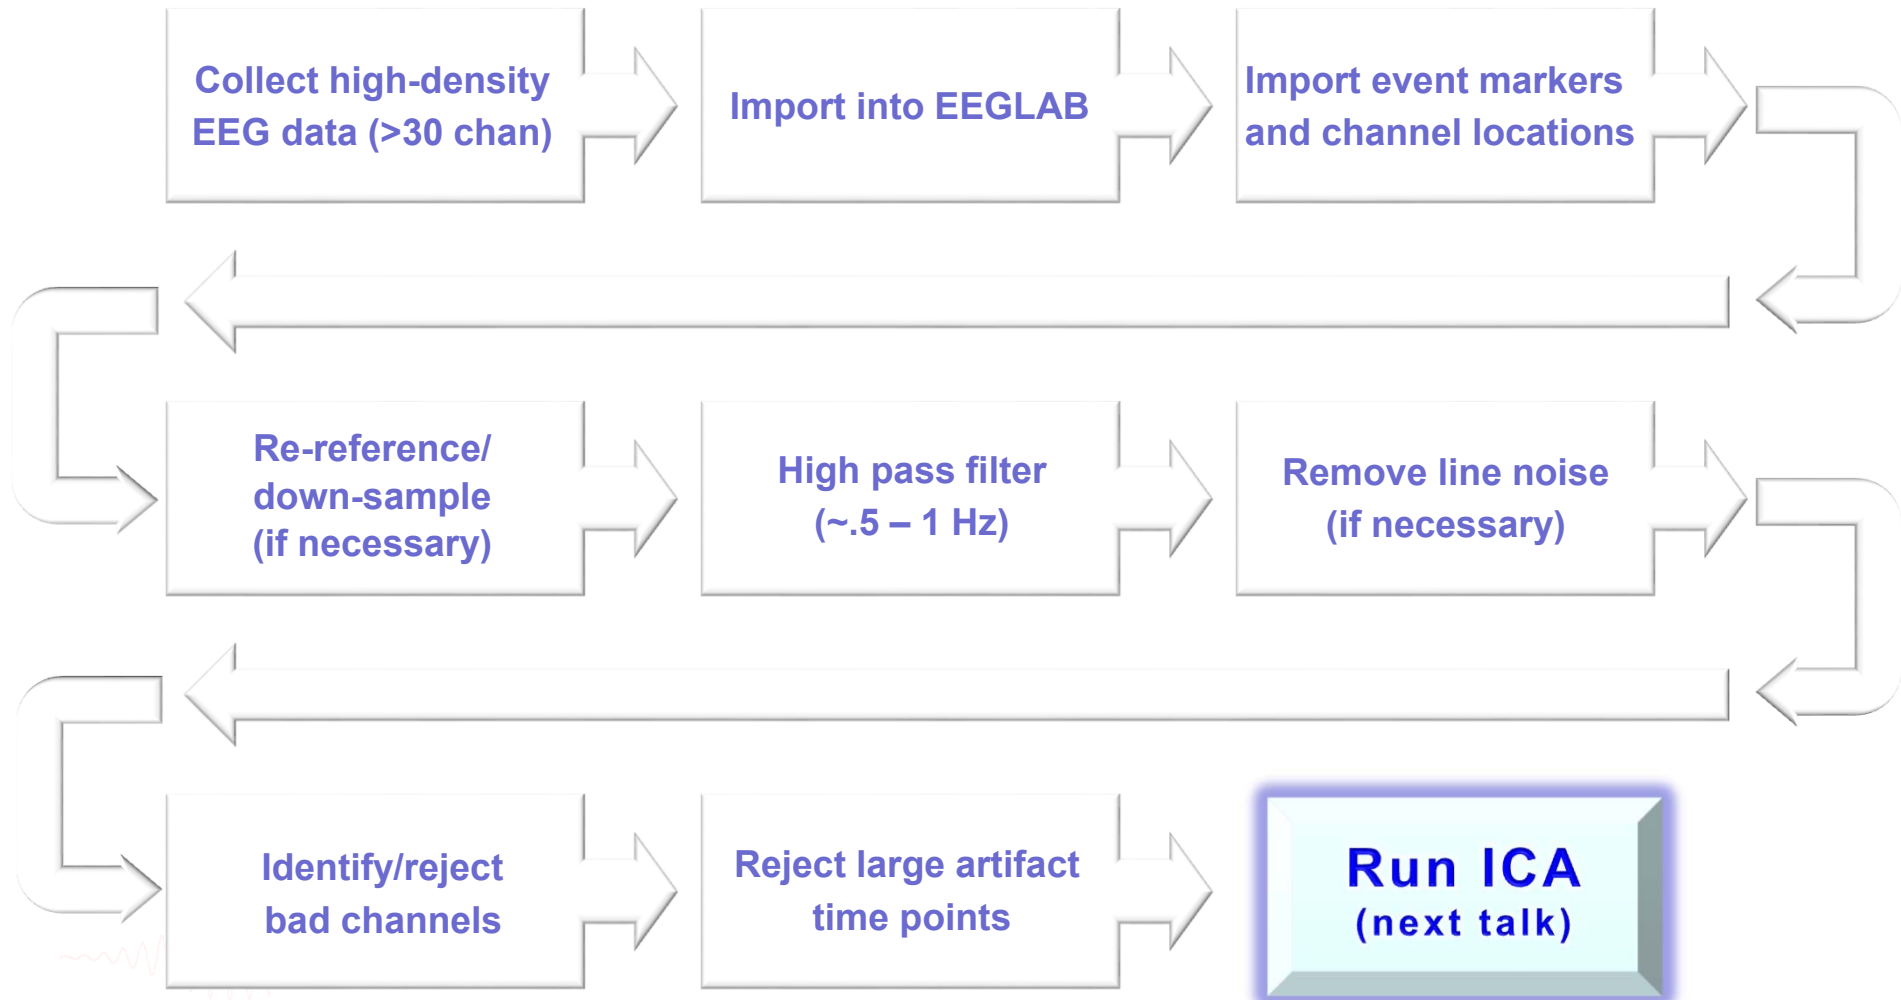 Collect high-density
EEG data (>30 chan)
Import into EEGLAB
Import event markers
and channel locations
Re-reference/
down-sample
(if necessary)
High pass filter
(~.5 – 1 Hz)
Remove line noise
(if necessary)
Identify/reject
bad channels
Reject large artifact
time points
Run ICA
(next talk)